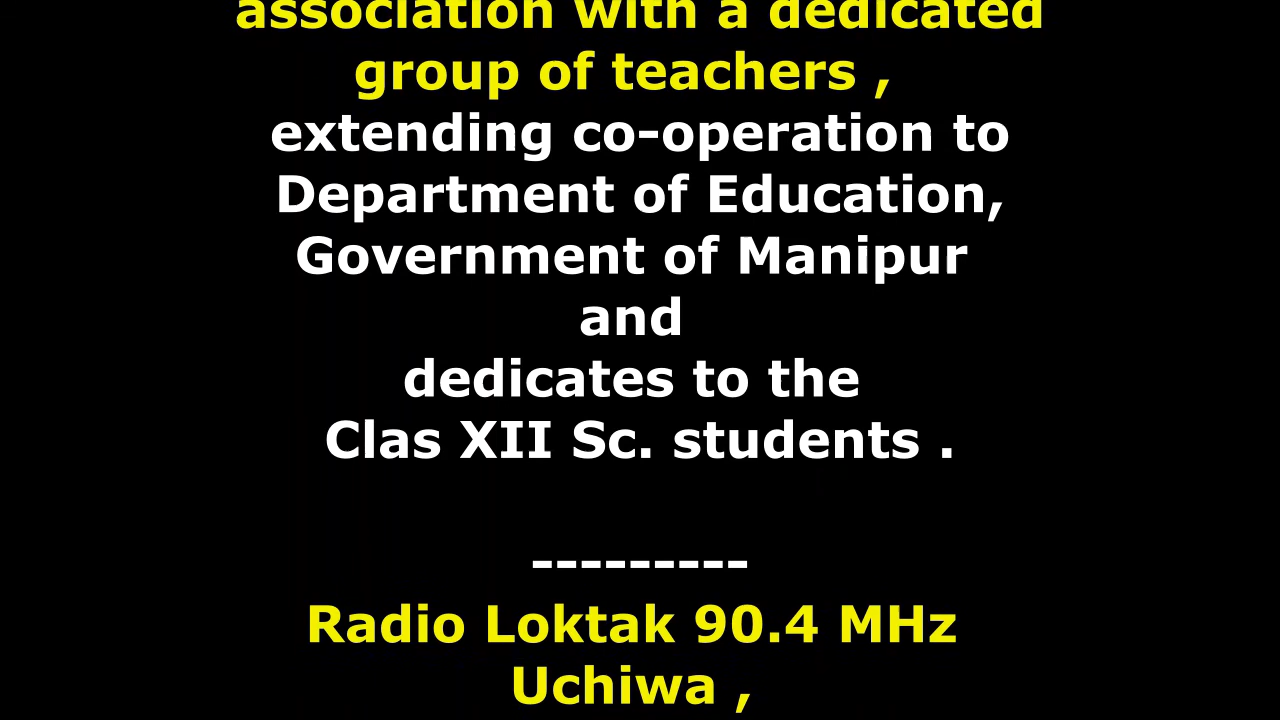 association with a dedicated
group of teachers ,
extending co-operation to
Department of Education,
Government of Manipur
and
dedicates to the
Clas XII Sc. students .
---------
Radio Loktak 90.4 MHz
Uchiwa ,